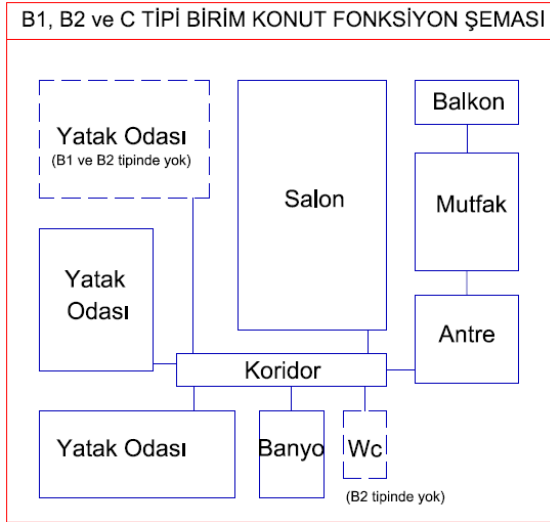 B1, B2 ve C TİPİ BİRİM KONUT FONKSİYON ŞEMASI
Yatak Odası
(B1 ve B2 tipinde yok)
Salon
Balkon
Mutfak
Yatak
Odası
Antre
Koridor
Yatak Odası
Banyo
Wc
(B2 tipinde yok)